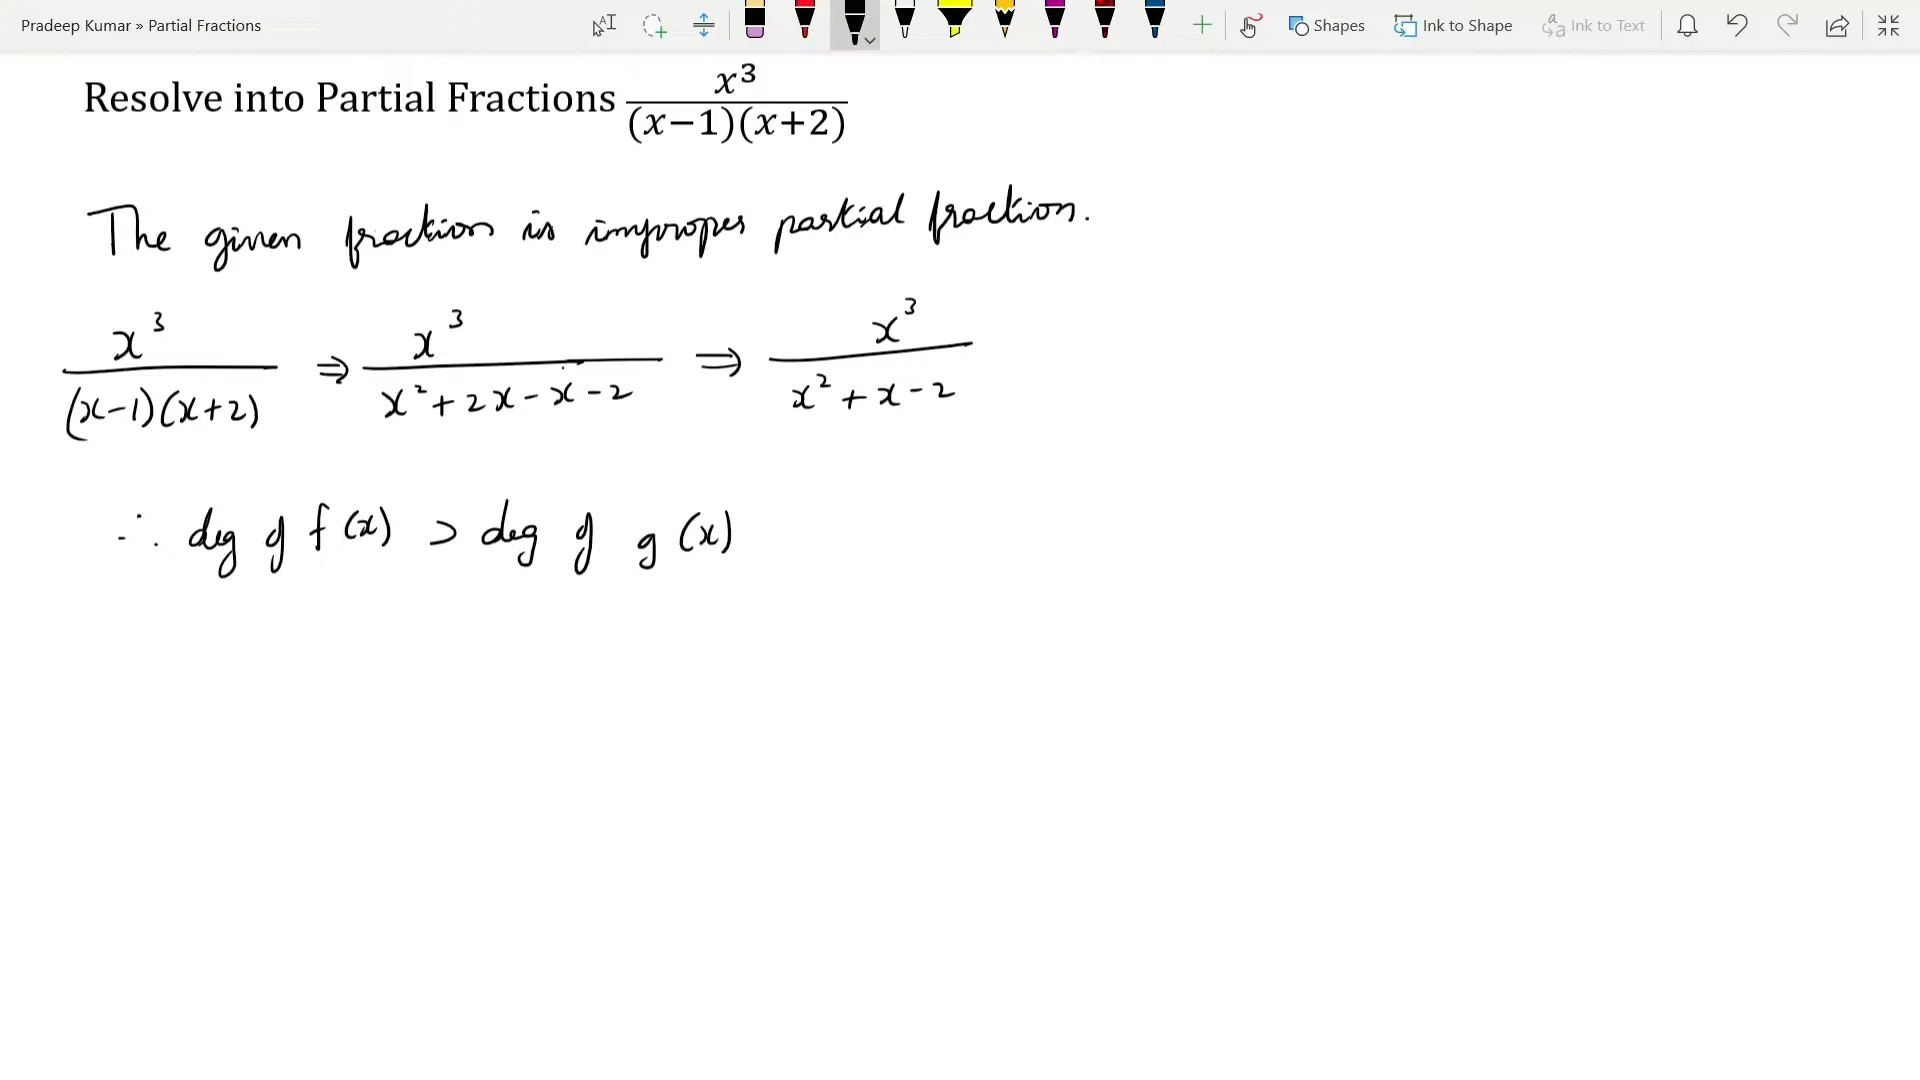 Pradeep Kumar » Partial Fractions
Shapes Ink to Shape Ink to Text
Resolve into Partial Fractions x³/((x−1)(x+2))
The given fraction is improper partial fraction.
x³/((x-1)(x+2)) ⇒ x³/(x²+2x-x-2) ⇒ x³/(x²+x-2)
∴ deg of f(x) > deg of g(x)